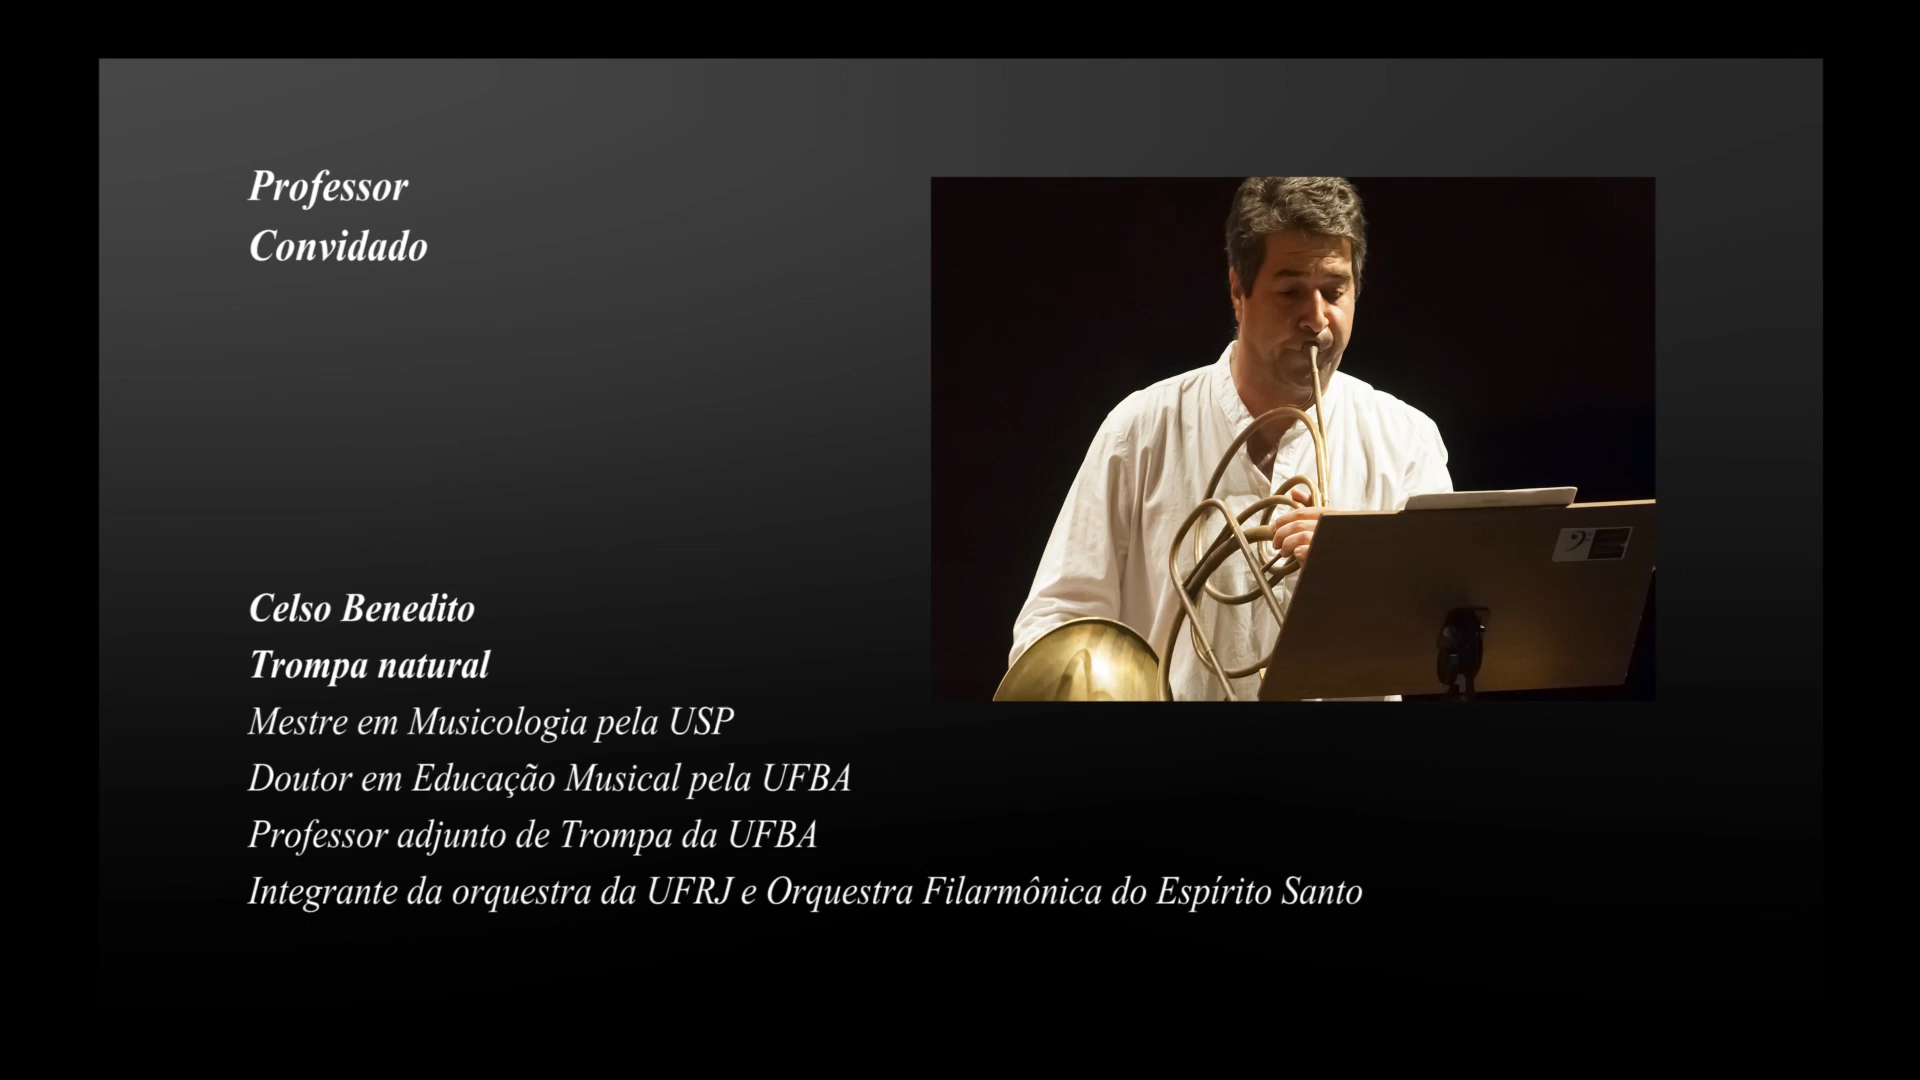 Professor
Convidado
Celso Benedito
Trompa natural
Mestre em Musicologia pela USP
Doutor em Educação Musical pela UFBA
Professor adjunto de Trompa da UFBA
Integrante da orquestra da UFRJ e Orquestra Filarmônica do Espírito Santo